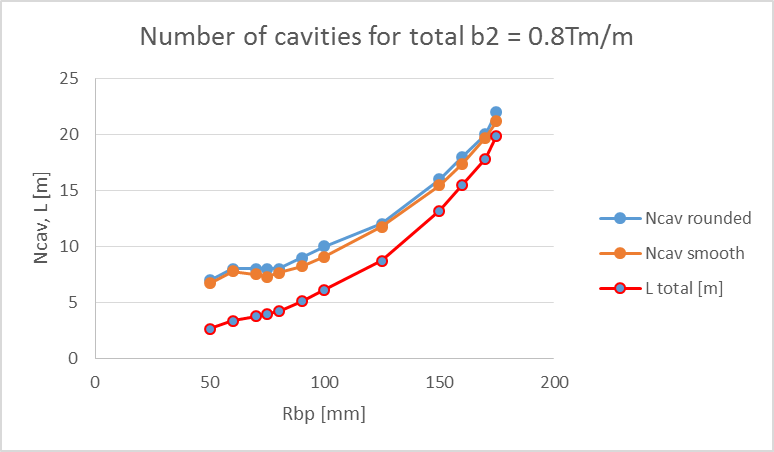 Number of cavities for total b2 = 0.8Tm/m
25
20
15
10
5
0
Ncav, L [m]
0 50 100 150 200
Rbp [mm]
Ncav rounded
Ncav smooth
L total [m]